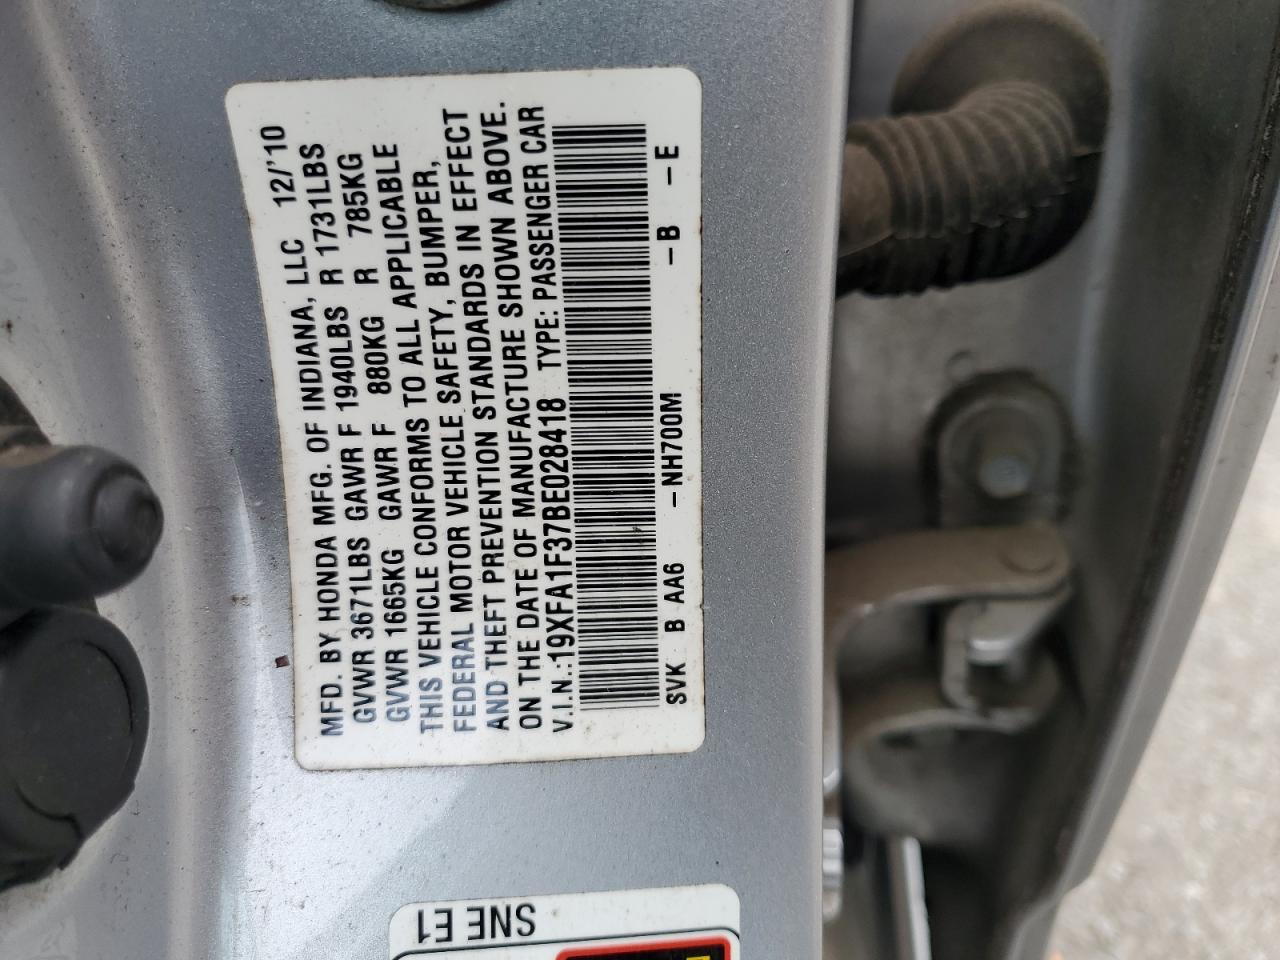 MFD. BY HONDA MFG. OF INDIANA, LLC 12/'10
GVWR 3671LBS GAWR F 1940LBS R 1731LBS
GVWR 1665KG GAWR F 880KG R 785KG
THIS VEHICLE CONFORMS TO ALL APPLICABLE
FEDERAL MOTOR VEHICLE SAFETY, BUMPER,
AND THEFT PREVENTION STANDARDS IN EFFECT
ON THE DATE OF MANUFACTURE SHOWN ABOVE.
V.I.N.:19XFA1F37BE028418 TYPE: PASSENGER CAR
SVK B AA6 -NH700M -B -E
SNE E1